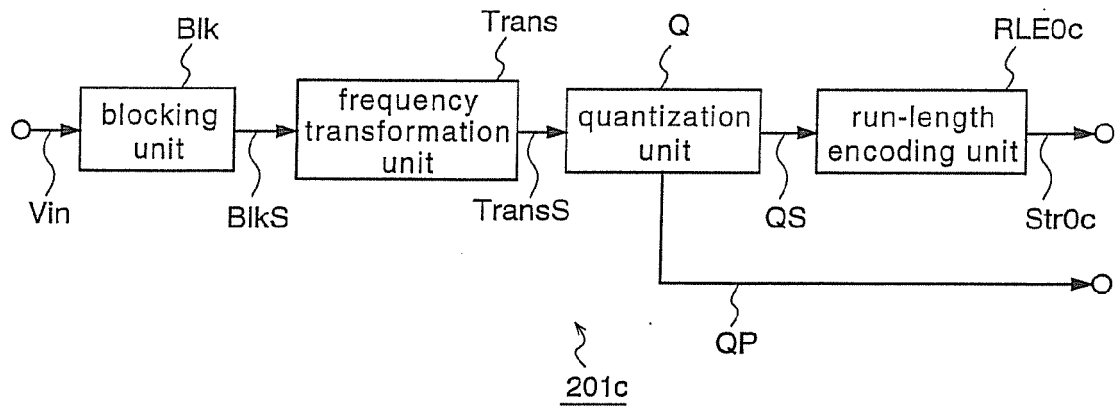 Blk
Trans
Q
RLE0c
blocking
unit
frequency
transformation
unit
quantization
unit
run-length
encoding unit
Vin
BlkS
TransS
QS
Str0c
QP
201c